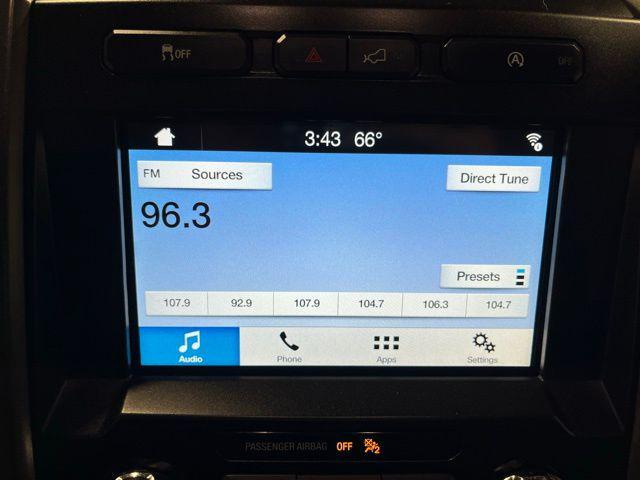 OFF A OFF
3:43 66°
FM Sources Direct Tune
96.3
Presets
107.9 92.9 107.9 104.7 106.3 104.7
Audio Phone Apps Settings
PASSENGER AIRBAG OFF 2